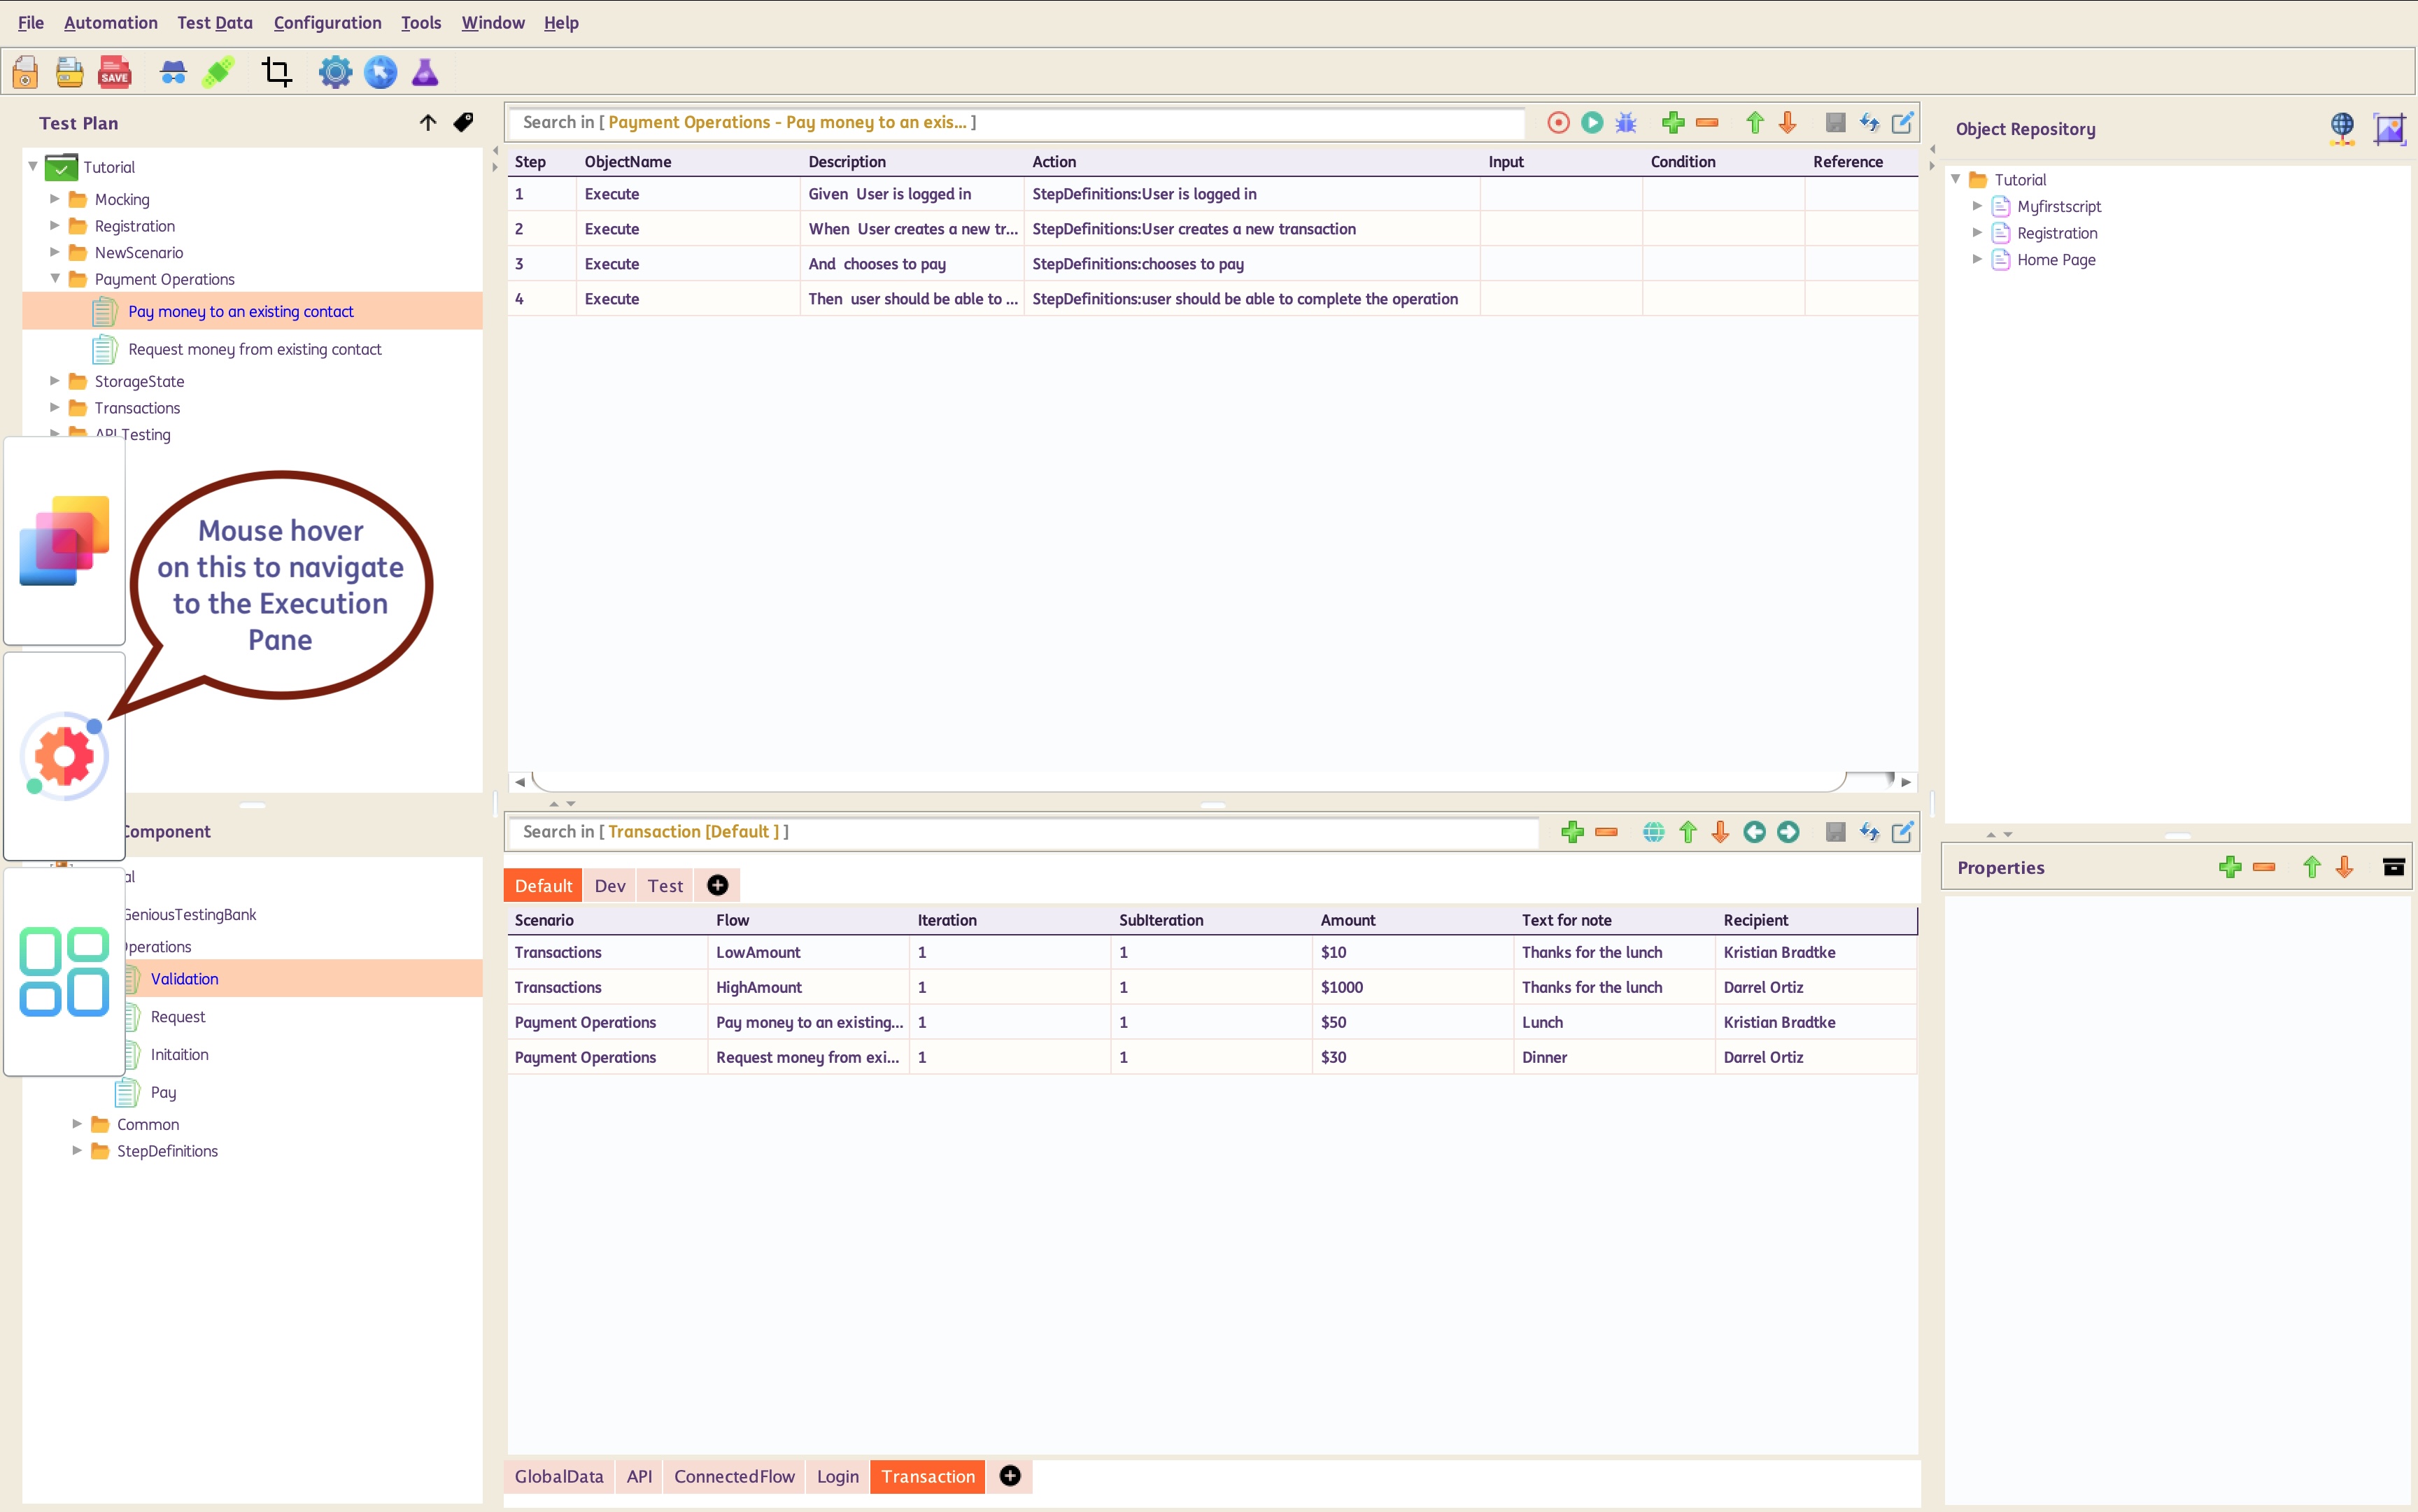 File Automation Test Data Configuration Tools Window Help
SAVE
Test Plan
Tutorial
Mocking
Registration
NewScenario
Payment Operations
Pay money to an existing contact
Request money from existing contact
StorageState
Transactions
API Testing
Mouse hover
on this to navigate
to the Execution
Pane
Component
al
GeniousTestingBank
Operations
Validation
Request
Initaition
Pay
Common
StepDefinitions
Search in [ Payment Operations - Pay money to an exis... ]
Step ObjectName Description Action Input Condition Reference
1 Execute Given User is logged in StepDefinitions:User is logged in
2 Execute When User creates a new tr... StepDefinitions:User creates a new transaction
3 Execute And chooses to pay StepDefinitions:chooses to pay
4 Execute Then user should be able to ... StepDefinitions:user should be able to complete the operation
Search in [ Transaction [Default ] ]
Default Dev Test
Scenario Flow Iteration SubIteration Amount Text for note Recipient
Transactions LowAmount 1 1 $10 Thanks for the lunch Kristian Bradtke
Transactions HighAmount 1 1 $1000 Thanks for the lunch Darrel Ortiz
Payment Operations Pay money to an existing... 1 1 $50 Lunch Kristian Bradtke
Payment Operations Request money from exi... 1 1 $30 Dinner Darrel Ortiz
GlobalData API ConnectedFlow Login Transaction
Object Repository
Tutorial
Myfirstscript
Registration
Home Page
Properties